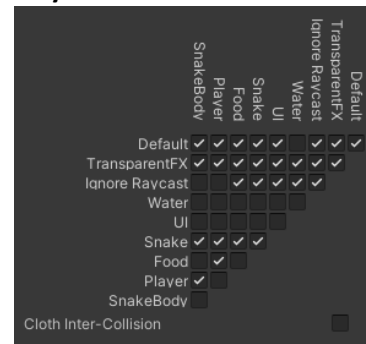 SnakeBody
Player
Food
Snake
UI
Water
Ignore Raycast
TransparentFX
Default
Default
TransparentFX
Ignore Raycast
Water
UI
Snake
Food
Player
SnakeBody
Cloth Inter-Collision